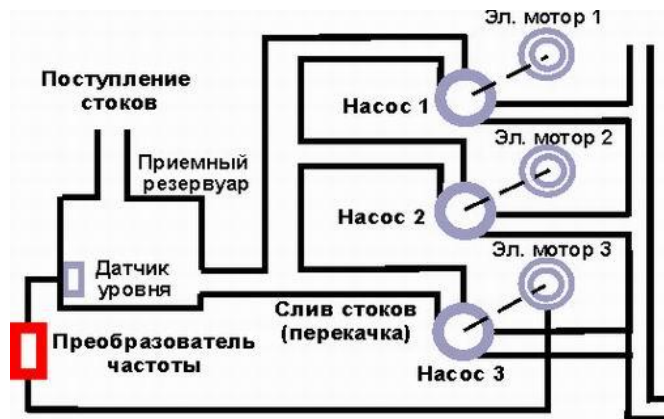 Эл. мотор 1
Поступление
стоков
Насос 1
Эл. мотор 2
Приемный
резервуар
Насос 2
Эл. мотор 3
Датчик
уровня
Слив стоков
(перекачка)
Преобразователь
частоты
Насос 3